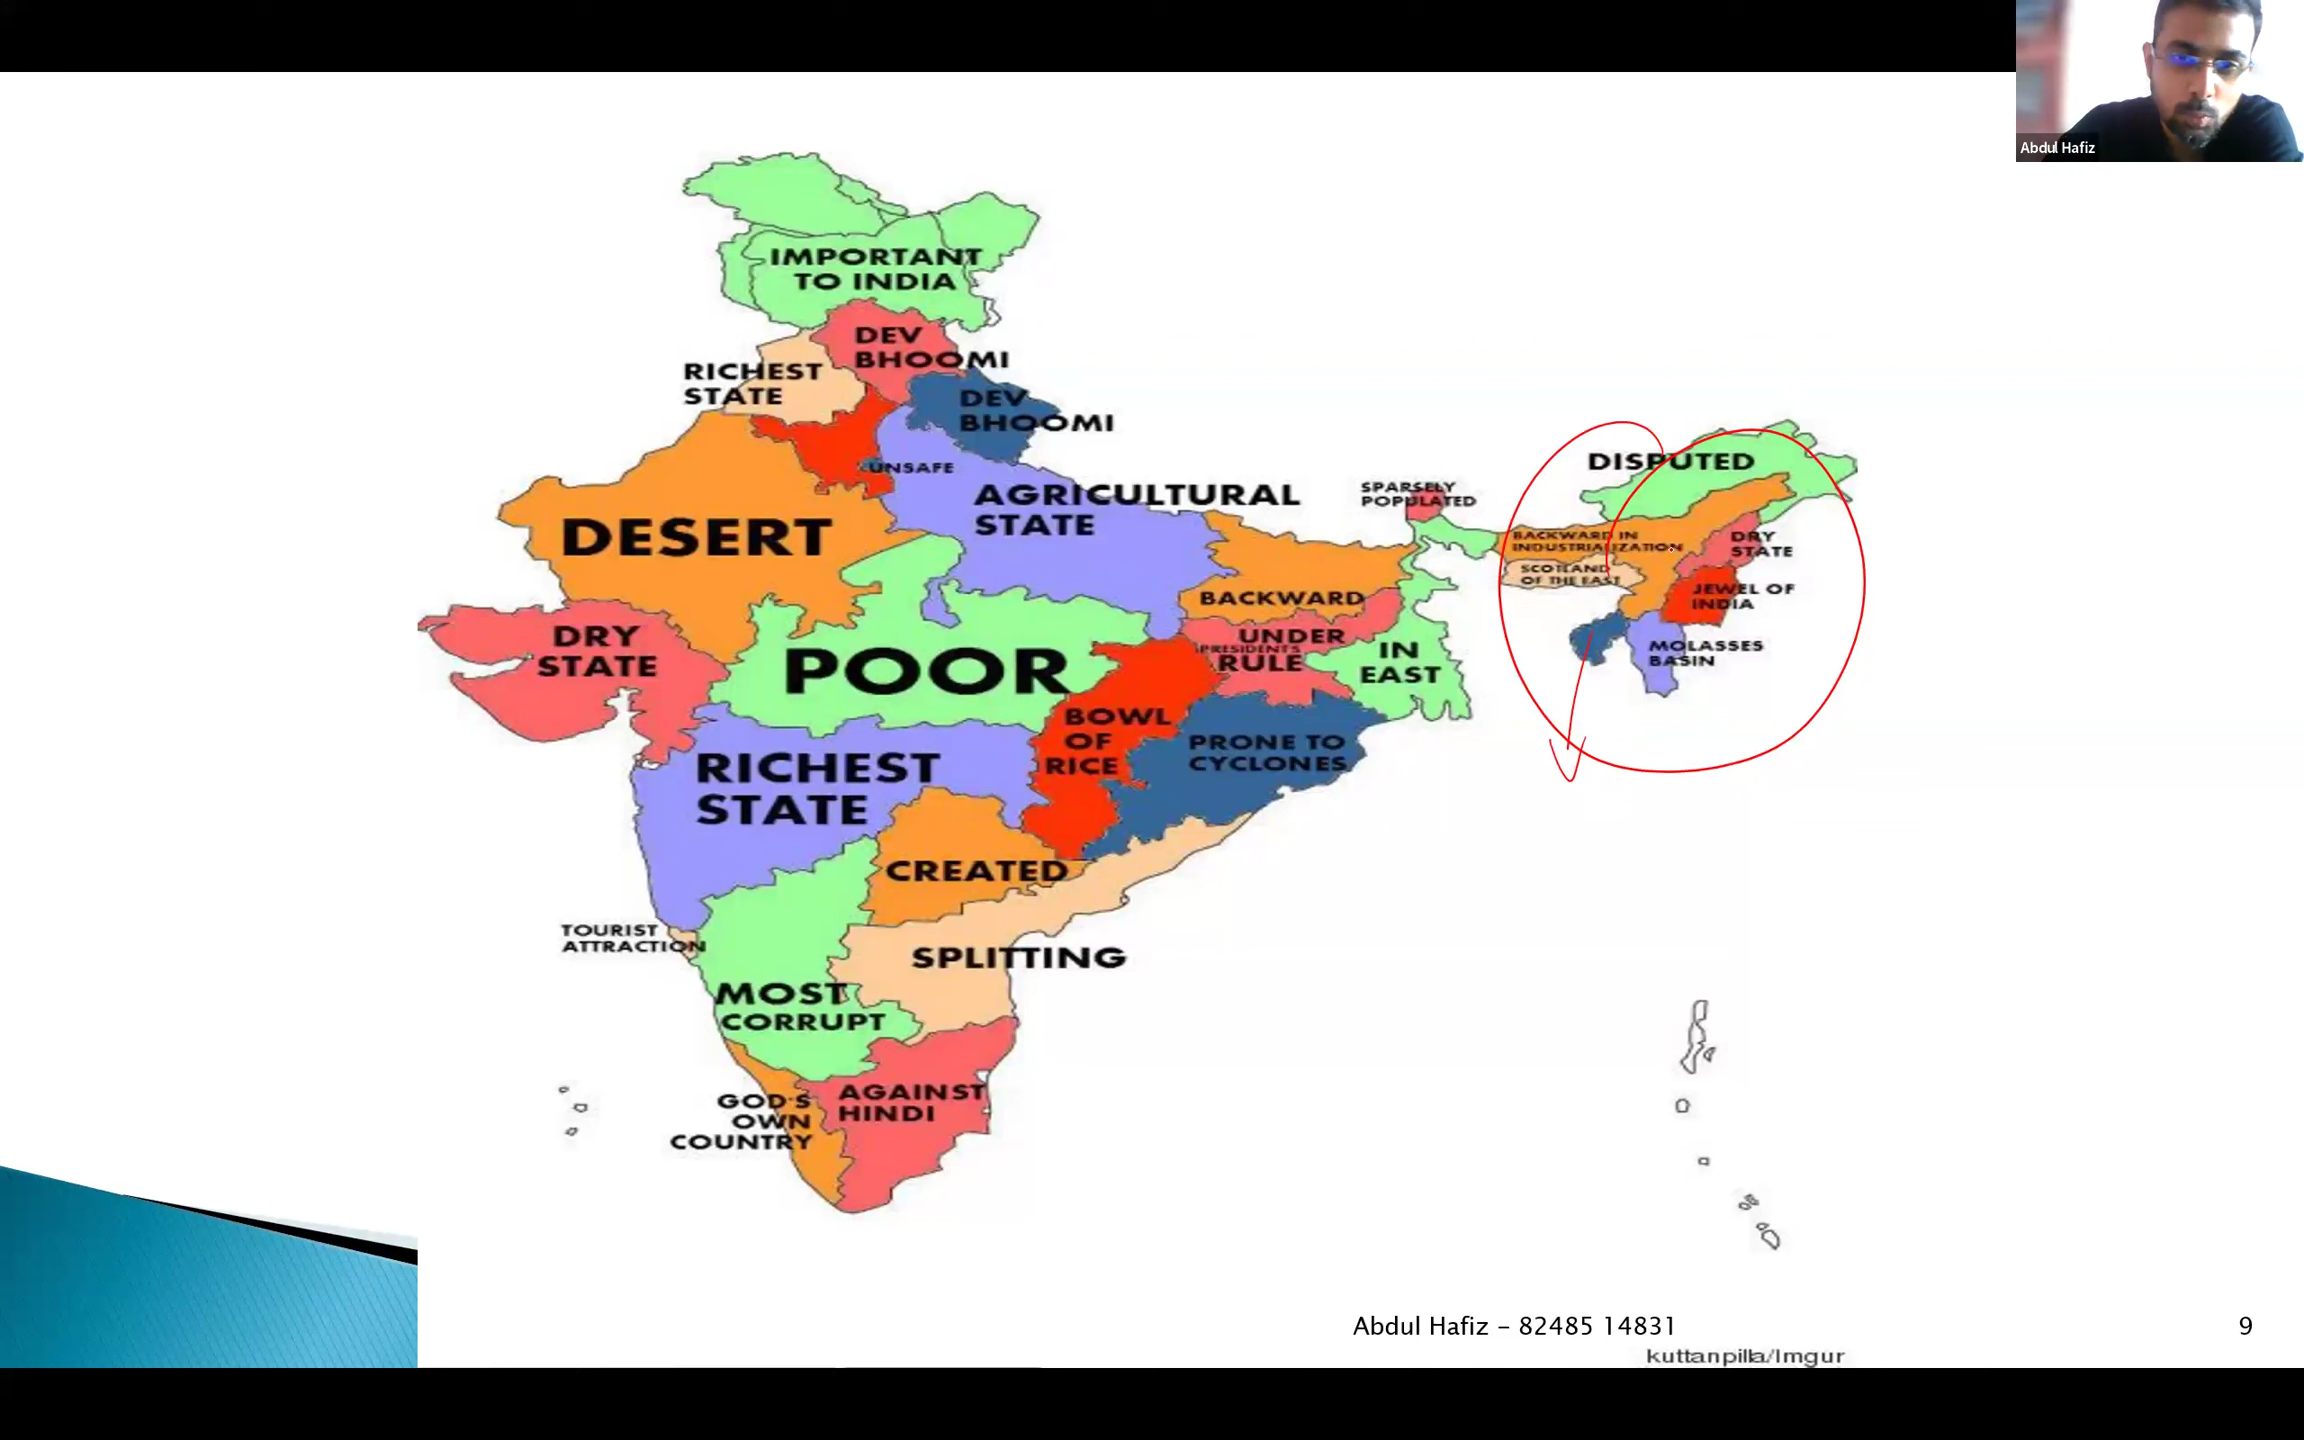 Abdul Hafiz
IMPORTANT
TO INDIA
DEV
BHOOMI
RICHEST
STATE
DEV
BHOOMI
UNSAFE
DESERT
AGRICULTURAL
STATE
SPARSELY
POPULATED
DISPUTED
BACKWARD IN
INDUSTRIALIZATION
DRY
STATE
SCOTLAND
OF THE EAST
JEWEL OF
INDIA
MOLASSES
BASIN
BACKWARD
DRY
STATE
POOR
UNDER
PRESIDENT'S
RULE
IN
EAST
BOWL
OF
RICE
PRONE TO
CYCLONES
RICHEST
STATE
CREATED
TOURIST
ATTRACTION
SPLITTING
MOST
CORRUPT
GOD'S
OWN
COUNTRY
AGAINST
HINDI
Abdul Hafiz – 82485 14831
9
kuttanpilla/Imgur